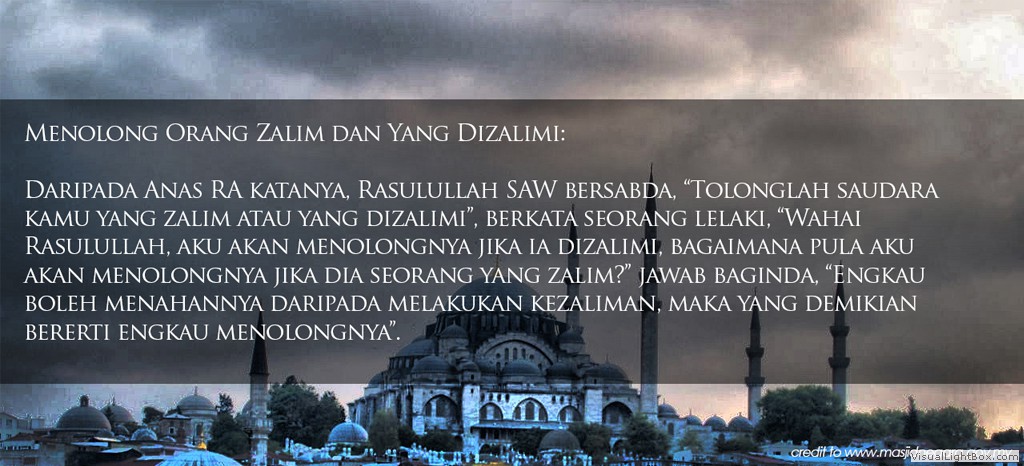 Menolong Orang Zalim dan Yang Dizalimi:
Daripada Anas RA katanya, Rasulullah SAW bersabda, “Tolonglah saudara
kamu yang zalim atau yang dizalimi”, berkata seorang lelaki, “Wahai
Rasulullah, aku akan menolongnya jika ia dizalimi, bagaimana pula aku
akan menolongnya jika dia seorang yang zalim?” jawab baginda, “Engkau
boleh menahannya daripada melakukan kezaliman, maka yang demikian
bererti engkau menolongnya”.
credit to www.masjid
VisualLightBox.com